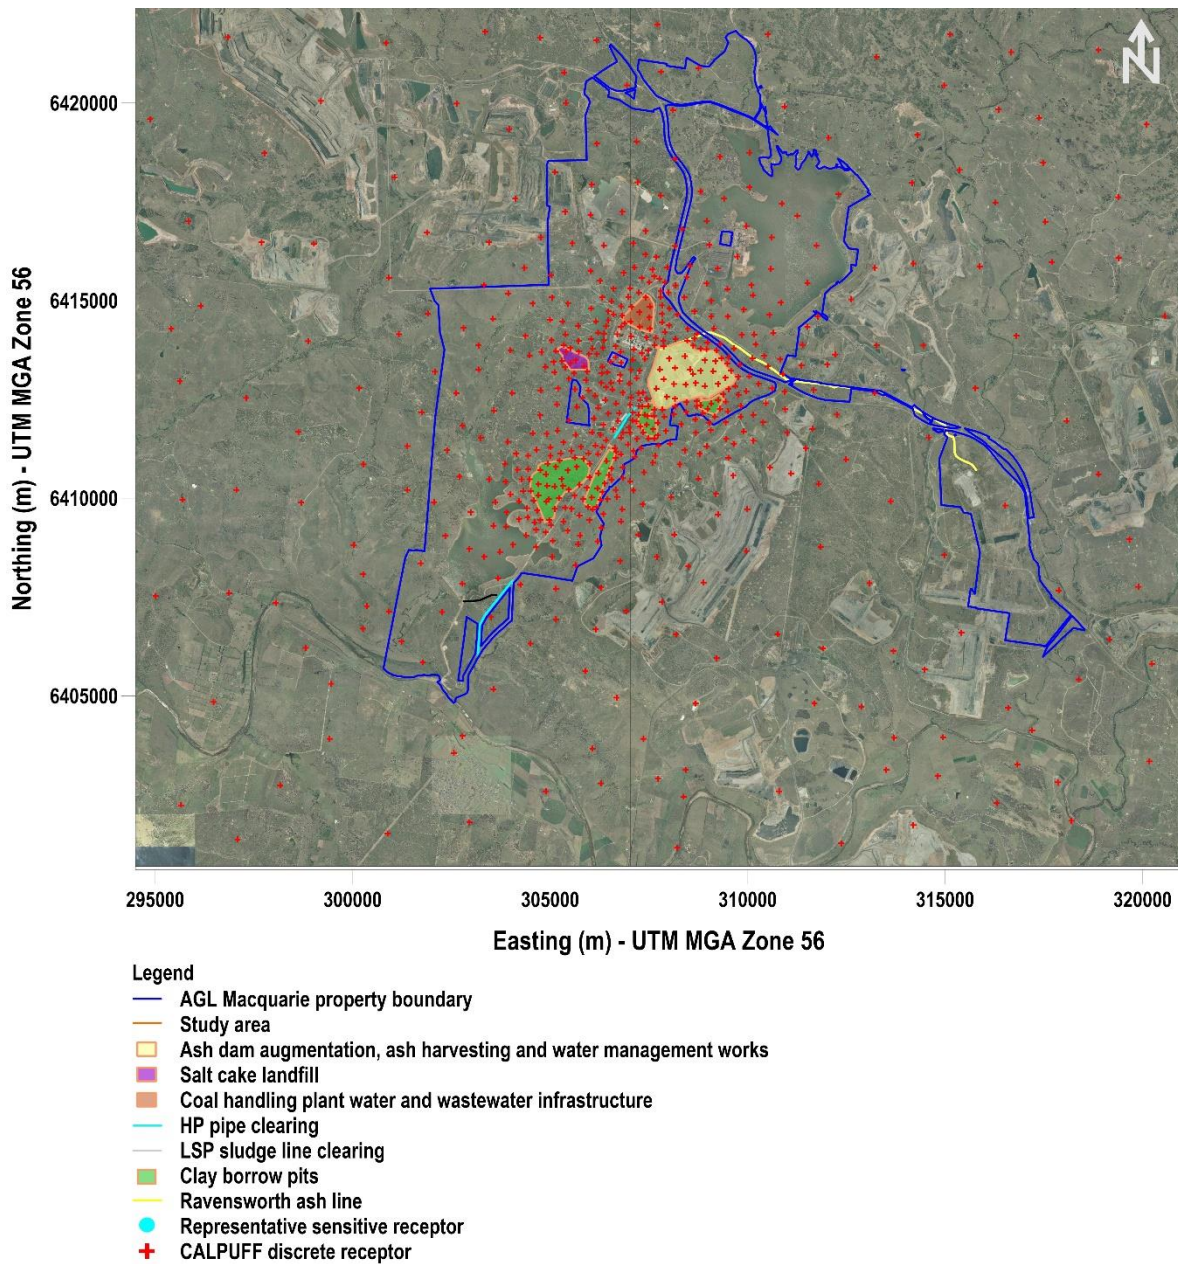 N
6420000
6415000
6410000
6405000
Northing (m) - UTM MGA Zone 56
295000 300000 305000 310000 315000 320000
Easting (m) - UTM MGA Zone 56
Legend
AGL Macquarie property boundary
Study area
Ash dam augmentation, ash harvesting and water management works
Salt cake landfill
Coal handling plant water and wastewater infrastructure
HP pipe clearing
LSP sludge line clearing
Clay borrow pits
Ravensworth ash line
Representative sensitive receptor
CALPUFF discrete receptor